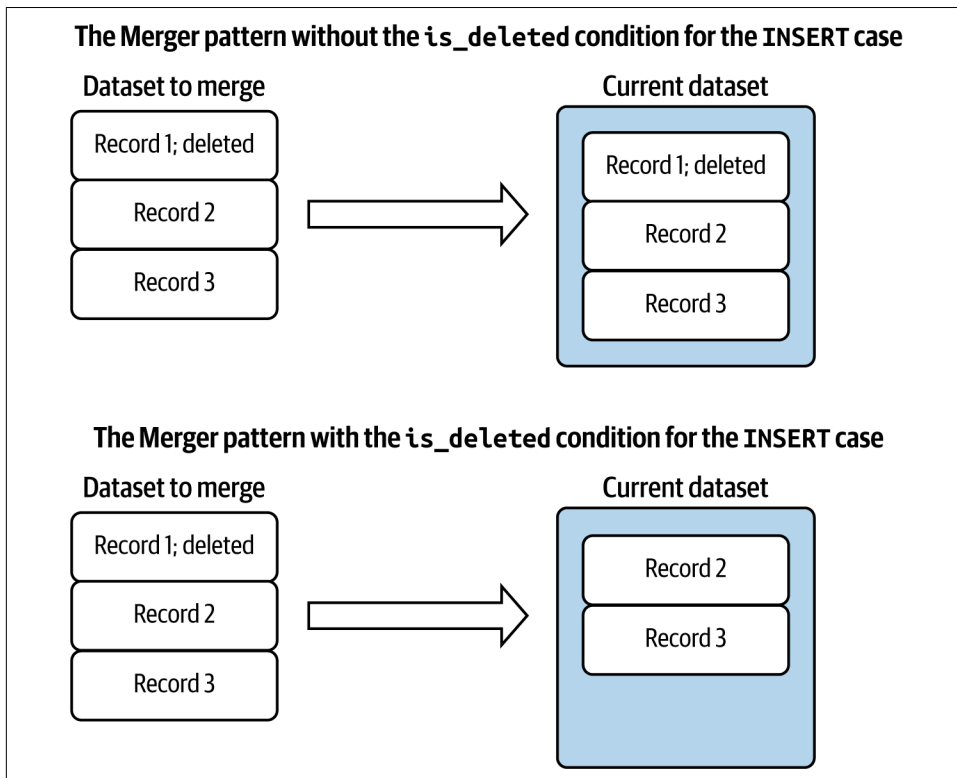 The Merger pattern without the is_deleted condition for the INSERT case
Dataset to merge
Current dataset
Record 1; deleted
Record 2
Record 3
Record 1; deleted
Record 2
Record 3
The Merger pattern with the is_deleted condition for the INSERT case
Dataset to merge
Current dataset
Record 1; deleted
Record 2
Record 3
Record 2
Record 3